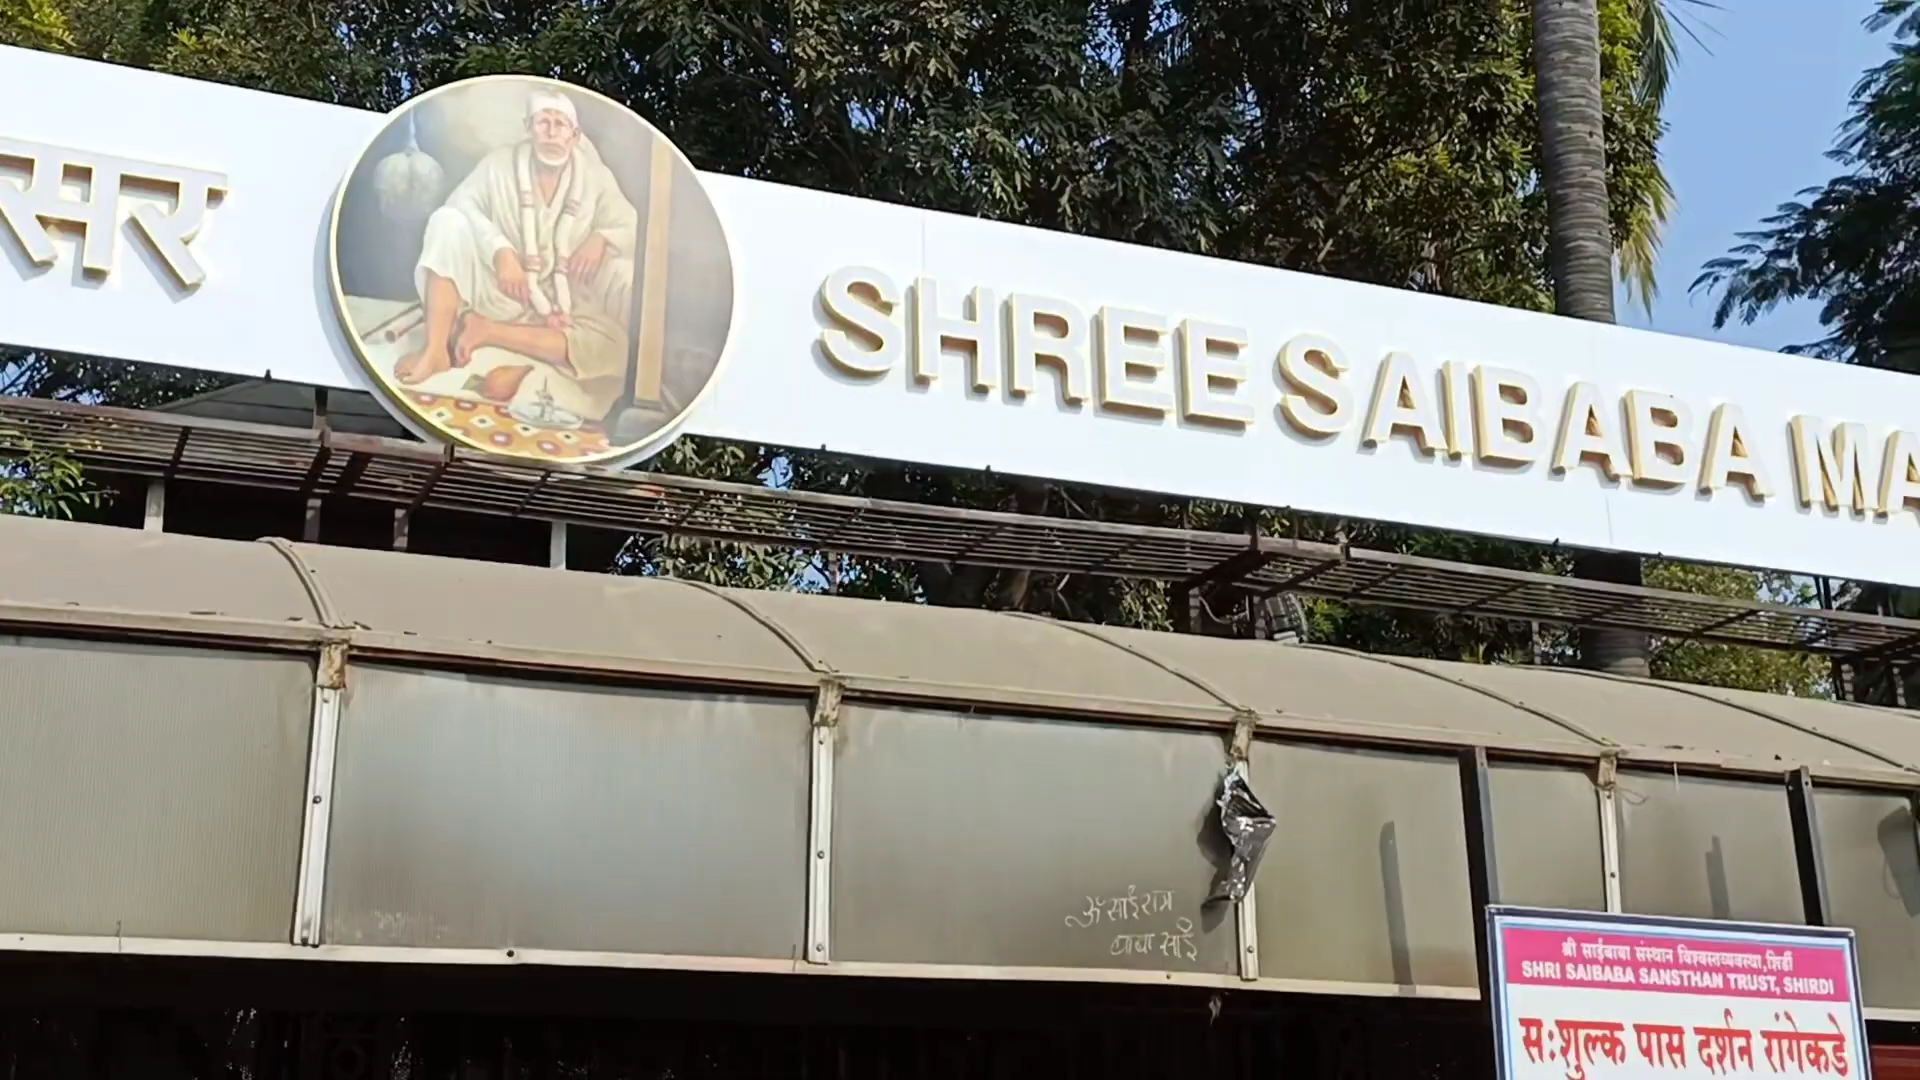 सर
SHREE SAIBABA MA
ॐ साईराम
बाबा साई
श्री साईबाबा संस्थान विश्वस्तव्यवस्था,शिर्डी
SHRI SAIBABA SANSTHAN TRUST, SHIRDI
स:शुल्क पास दर्शन रांगेकडे